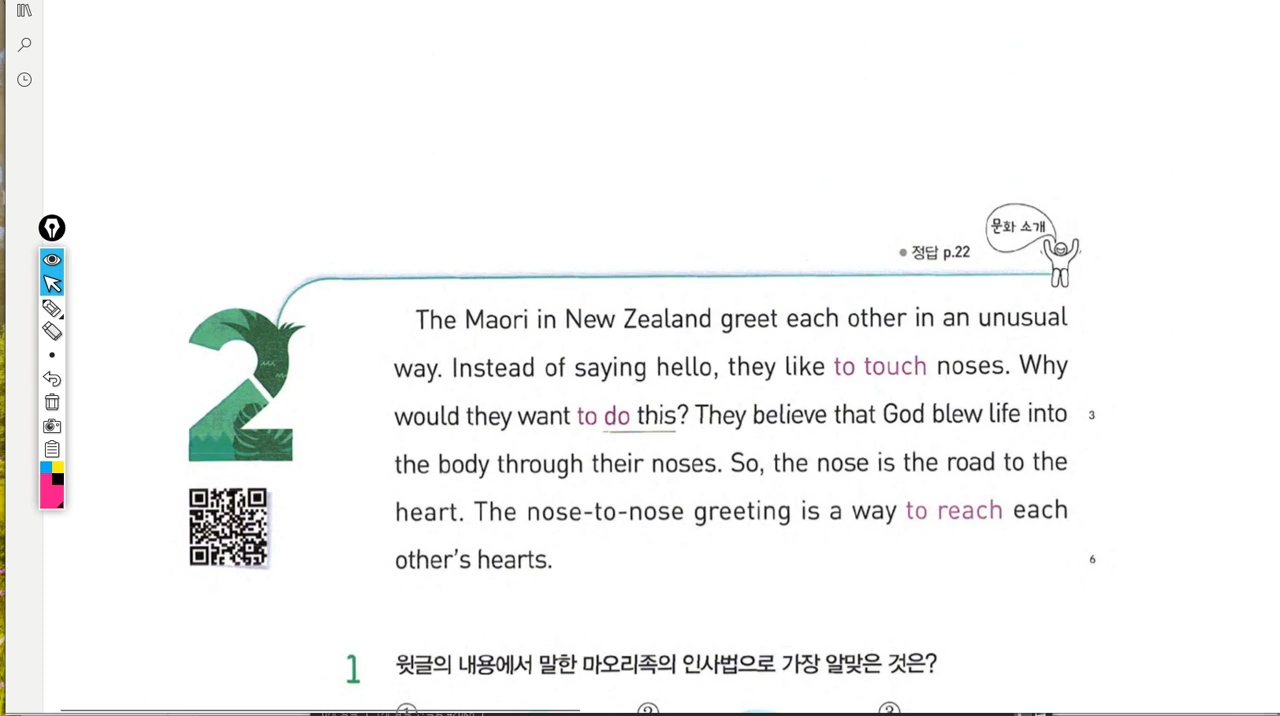 문화 소개
정답 p.22
2
The Maori in New Zealand greet each other in an unusual
way. Instead of saying hello, they like to touch noses. Why
would they want to do this? They believe that God blew life into
3
the body through their noses. So, the nose is the road to the
heart. The nose-to-nose greeting is a way to reach each
other's hearts.
6
1 윗글의 내용에서 말한 마오리족의 인사법으로 가장 알맞은 것은?